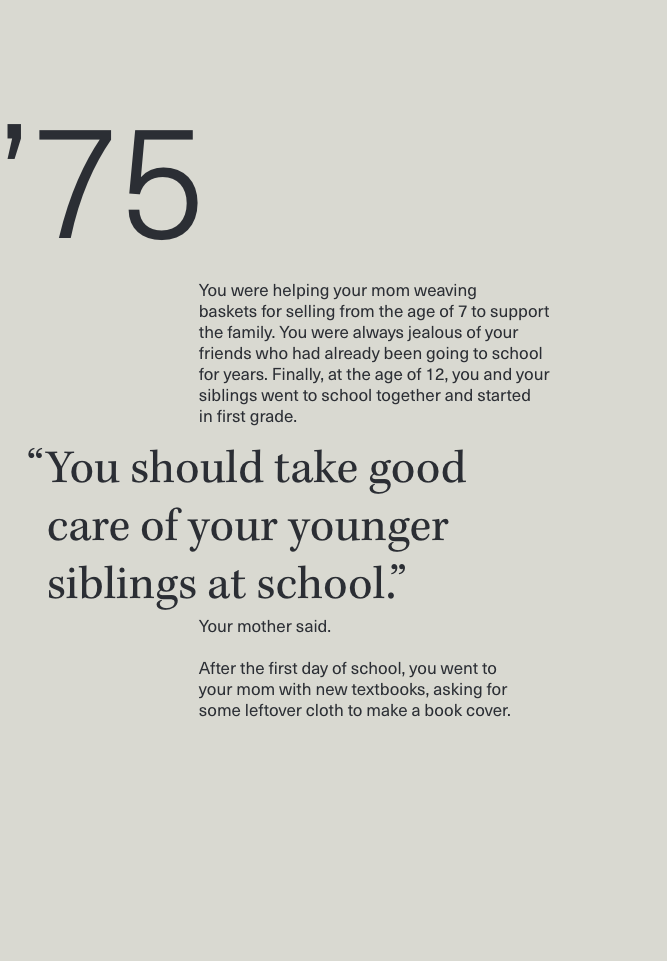 ’75
You were helping your mom weaving
baskets for selling from the age of 7 to support
the family. You were always jealous of your
friends who had already been going to school
for years. Finally, at the age of 12, you and your
siblings went to school together and started
in first grade.
“You should take good
care of your younger
siblings at school.”
Your mother said.
After the first day of school, you went to
your mom with new textbooks, asking for
some leftover cloth to make a book cover.